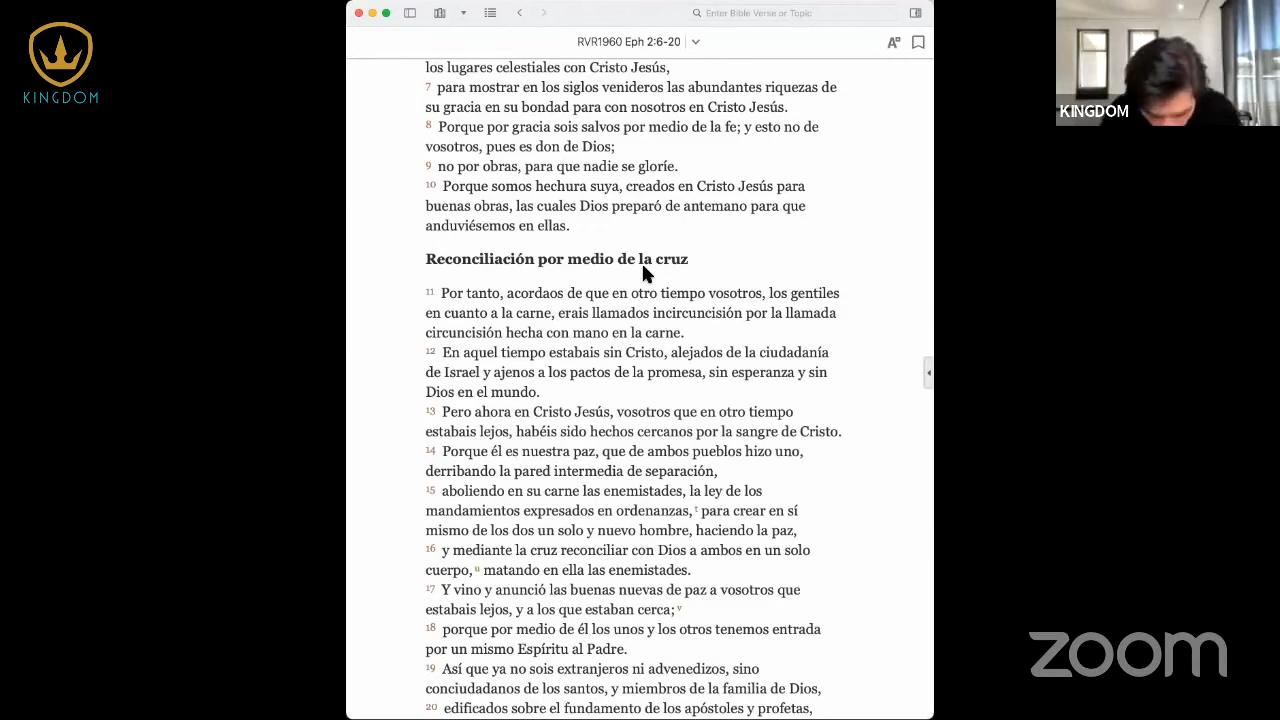 KINGDOM
Enter Bible Verse or Topic
RVR1960 Eph 2:6-20
los lugares celestiales con Cristo Jesús,
7 para mostrar en los siglos venideros las abundantes riquezas de
su gracia en su bondad para con nosotros en Cristo Jesús.
8 Porque por gracia sois salvos por medio de la fe; y esto no de
vosotros, pues es don de Dios;
9 no por obras, para que nadie se gloríe.
10 Porque somos hechura suya, creados en Cristo Jesús para
buenas obras, las cuales Dios preparó de antemano para que
anduviésemos en ellas.
Reconciliación por medio de la cruz
11 Por tanto, acordaos de que en otro tiempo vosotros, los gentiles
en cuanto a la carne, erais llamados incircuncisión por la llamada
circuncisión hecha con mano en la carne.
12 En aquel tiempo estabais sin Cristo, alejados de la ciudadanía
de Israel y ajenos a los pactos de la promesa, sin esperanza y sin
Dios en el mundo.
13 Pero ahora en Cristo Jesús, vosotros que en otro tiempo
estabais lejos, habéis sido hechos cercanos por la sangre de Cristo.
14 Porque él es nuestra paz, que de ambos pueblos hizo uno,
derribando la pared intermedia de separación,
15 aboliendo en su carne las enemistades, la ley de los
mandamientos expresados en ordenanzas, t para crear en sí
mismo de los dos un solo y nuevo hombre, haciendo la paz,
16 y mediante la cruz reconciliar con Dios a ambos en un solo
cuerpo, u matando en ella las enemistades.
17 Y vino y anunció las buenas nuevas de paz a vosotros que
estabais lejos, y a los que estaban cerca; v
18 porque por medio de él los unos y los otros tenemos entrada
por un mismo Espíritu al Padre.
19 Así que ya no sois extranjeros ni advenedizos, sino
conciudadanos de los santos, y miembros de la familia de Dios,
20 edificados sobre el fundamento de los apóstoles y profetas,
KINGDOM
zoom